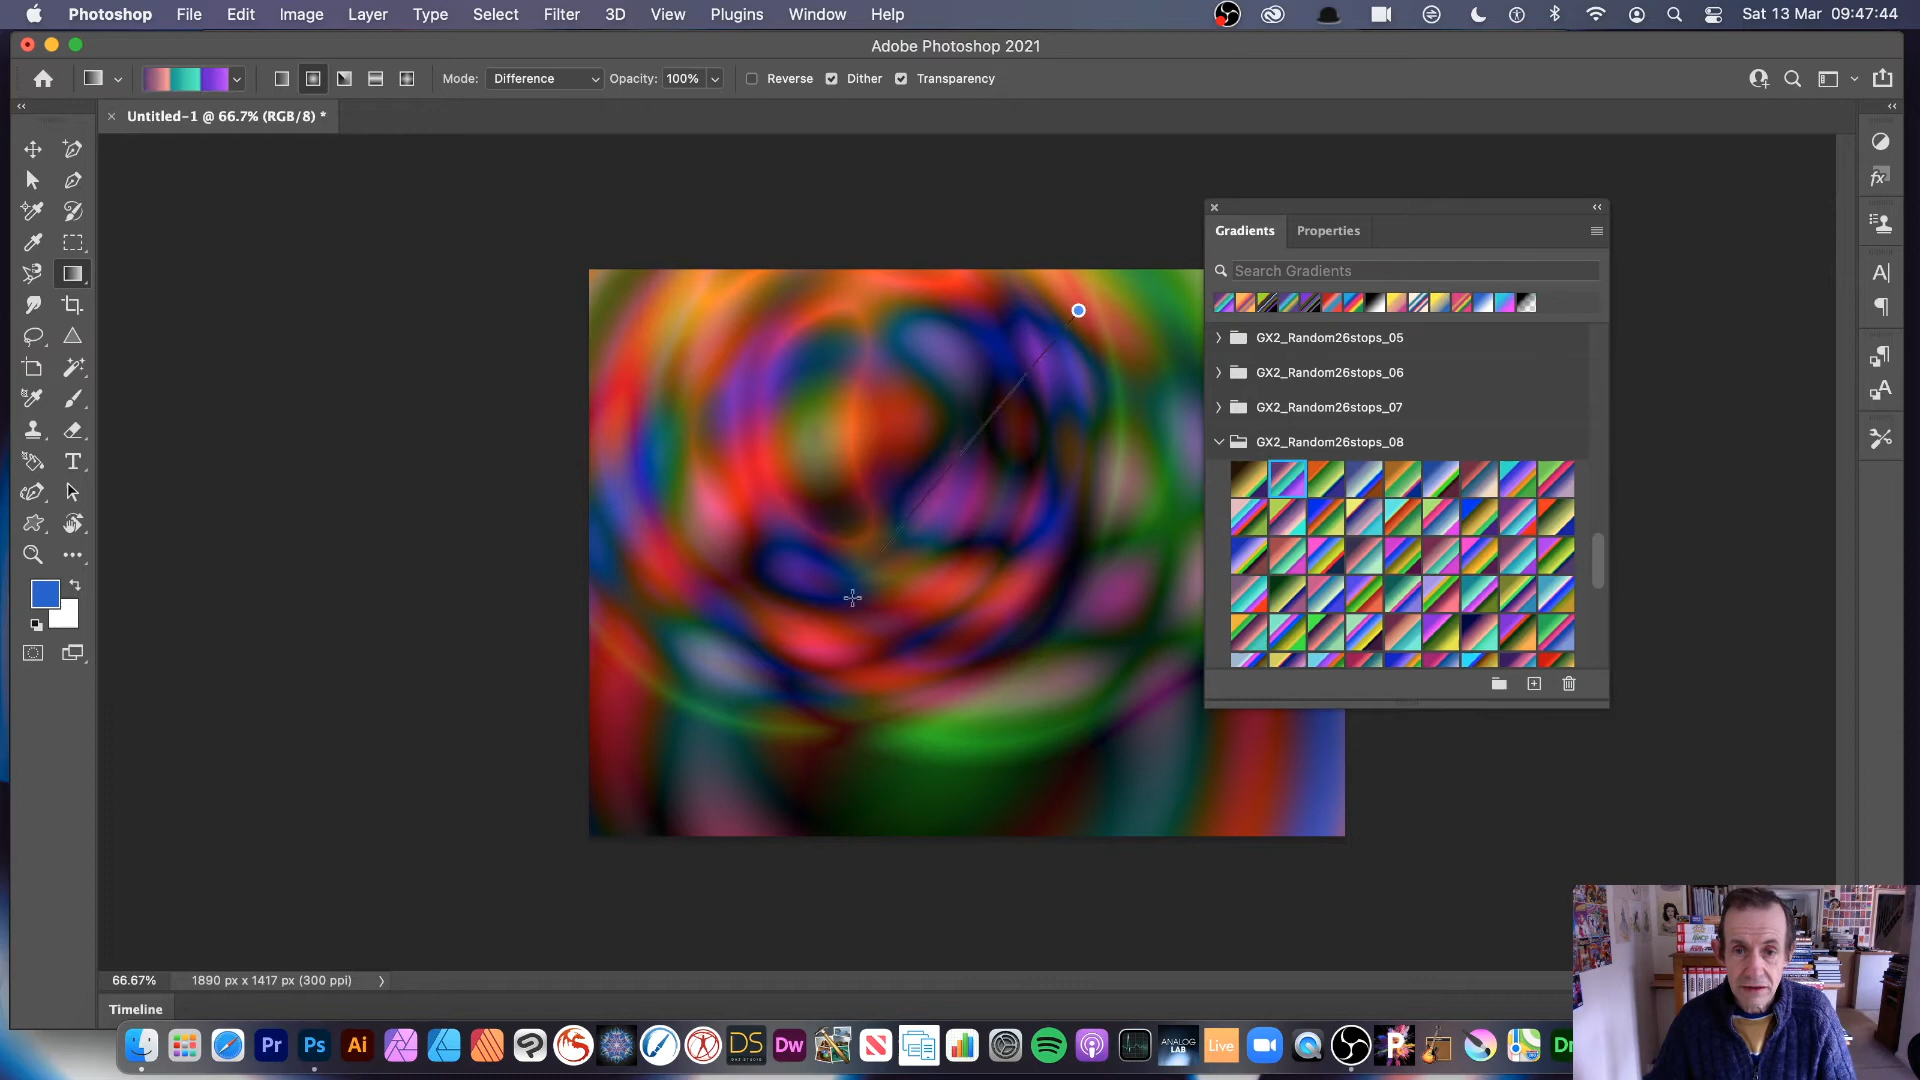 Photoshop File Edit Image Layer Type Select Filter 3D View Plugins Window Help Sat 13 Mar 09:47:44
Adobe Photoshop 2021
Mode: Difference Opacity: 100% Reverse Dither Transparency
Untitled-1 @ 66.7% (RGB/8) *
Gradients Properties
Search Gradients
GX2_Random26stops_05
GX2_Random26stops_06
GX2_Random26stops_07
GX2_Random26stops_08
66.67% 1890 px x 1417 px (300 ppi)
Timeline
Pr Ps Ai DS Dw ANALOG LAB Live P Dr